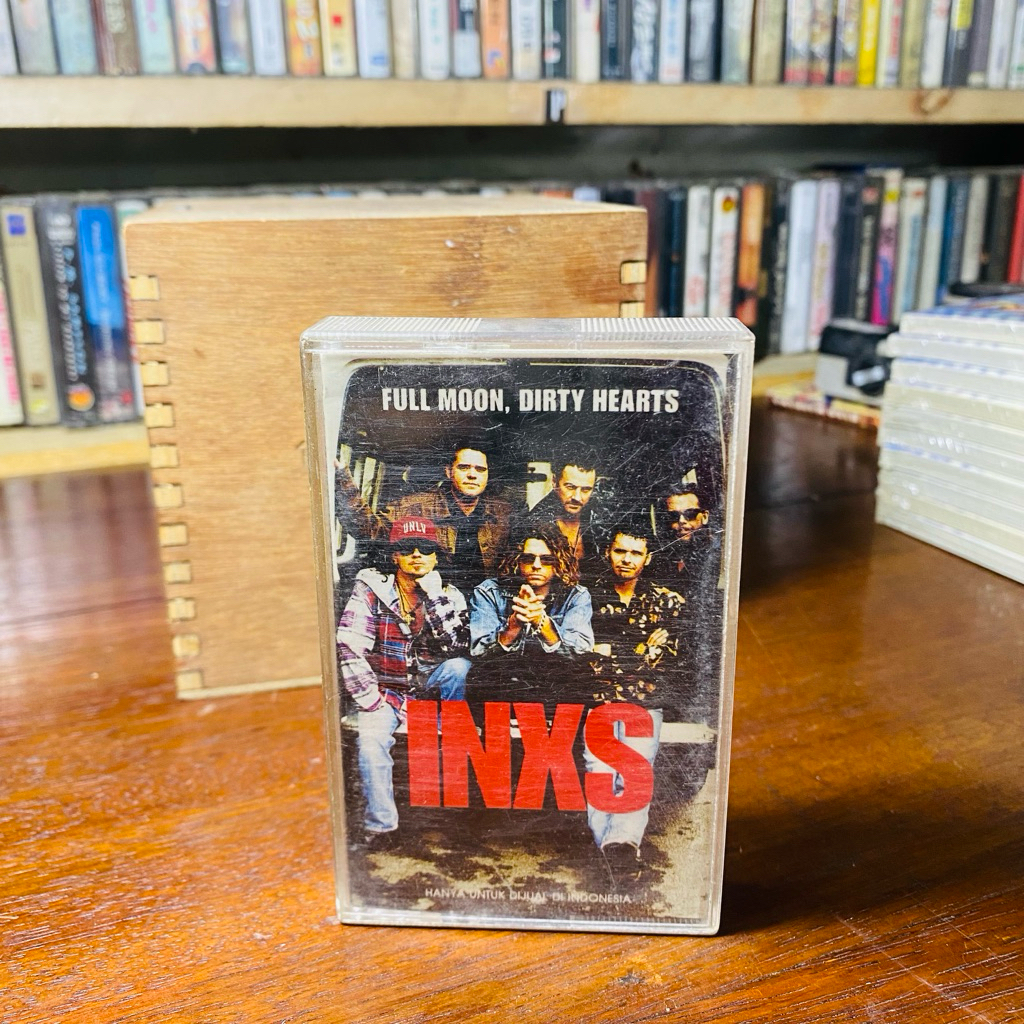 FULL MOON, DIRTY HEARTS
UNLV
INXS
HANYA UNTUK DIJUAL DI INDONESIA